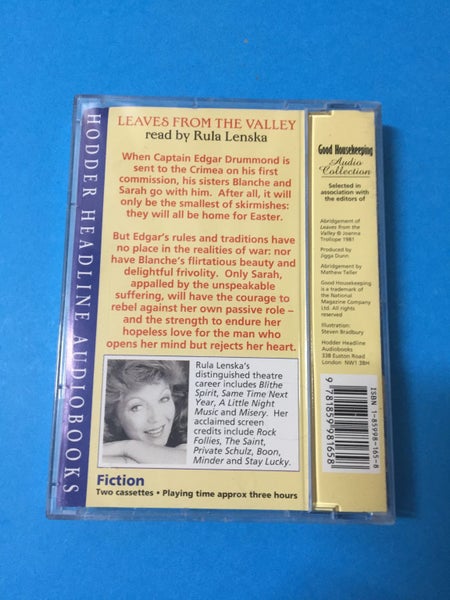 HODDER HEADLINE AUDIOBOOKS
LEAVES FROM THE VALLEY
read by Rula Lenska
When Captain Edgar Drummond is
sent to the Crimea on his first
commission, his sisters Blanche and
Sarah go with him. After all, it will
only be the smallest of skirmishes:
they will all be home for Easter.
But Edgar's rules and traditions have
no place in the realities of war: nor
have Blanche's flirtatious beauty and
delightful frivolity. Only Sarah,
appalled by the unspeakable
suffering, will have the courage to
rebel against her own passive role –
and the strength to endure her
hopeless love for the man who
opens her mind but rejects her heart.
Rula Lenska's
distinguished theatre
career includes Blithe
Spirit, Same Time Next
Year, A Little Night
Music and Misery. Her
acclaimed screen
credits include Rock
Follies, The Saint,
Private Schulz, Boon,
Minder and Stay Lucky.
Fiction
Two cassettes • Playing time approx three hours
Good Housekeeping
Audio
Collection
Selected in
association with
the editors of
Abridgement of
Leaves from the
Valley © Joanna
Trollope 1981
Produced by
Jigga Dunn
Abridgement by
Mathew Teller
Good Housekeeping
is a trademark of
the National
Magazine Company
Ltd. All rights
reserved
Illustration:
Steven Bradbury
Hodder Headline
Audiobooks
338 Euston Road
London NW1 3BH
ISBN 1-85998-165-8
9 781859 981658